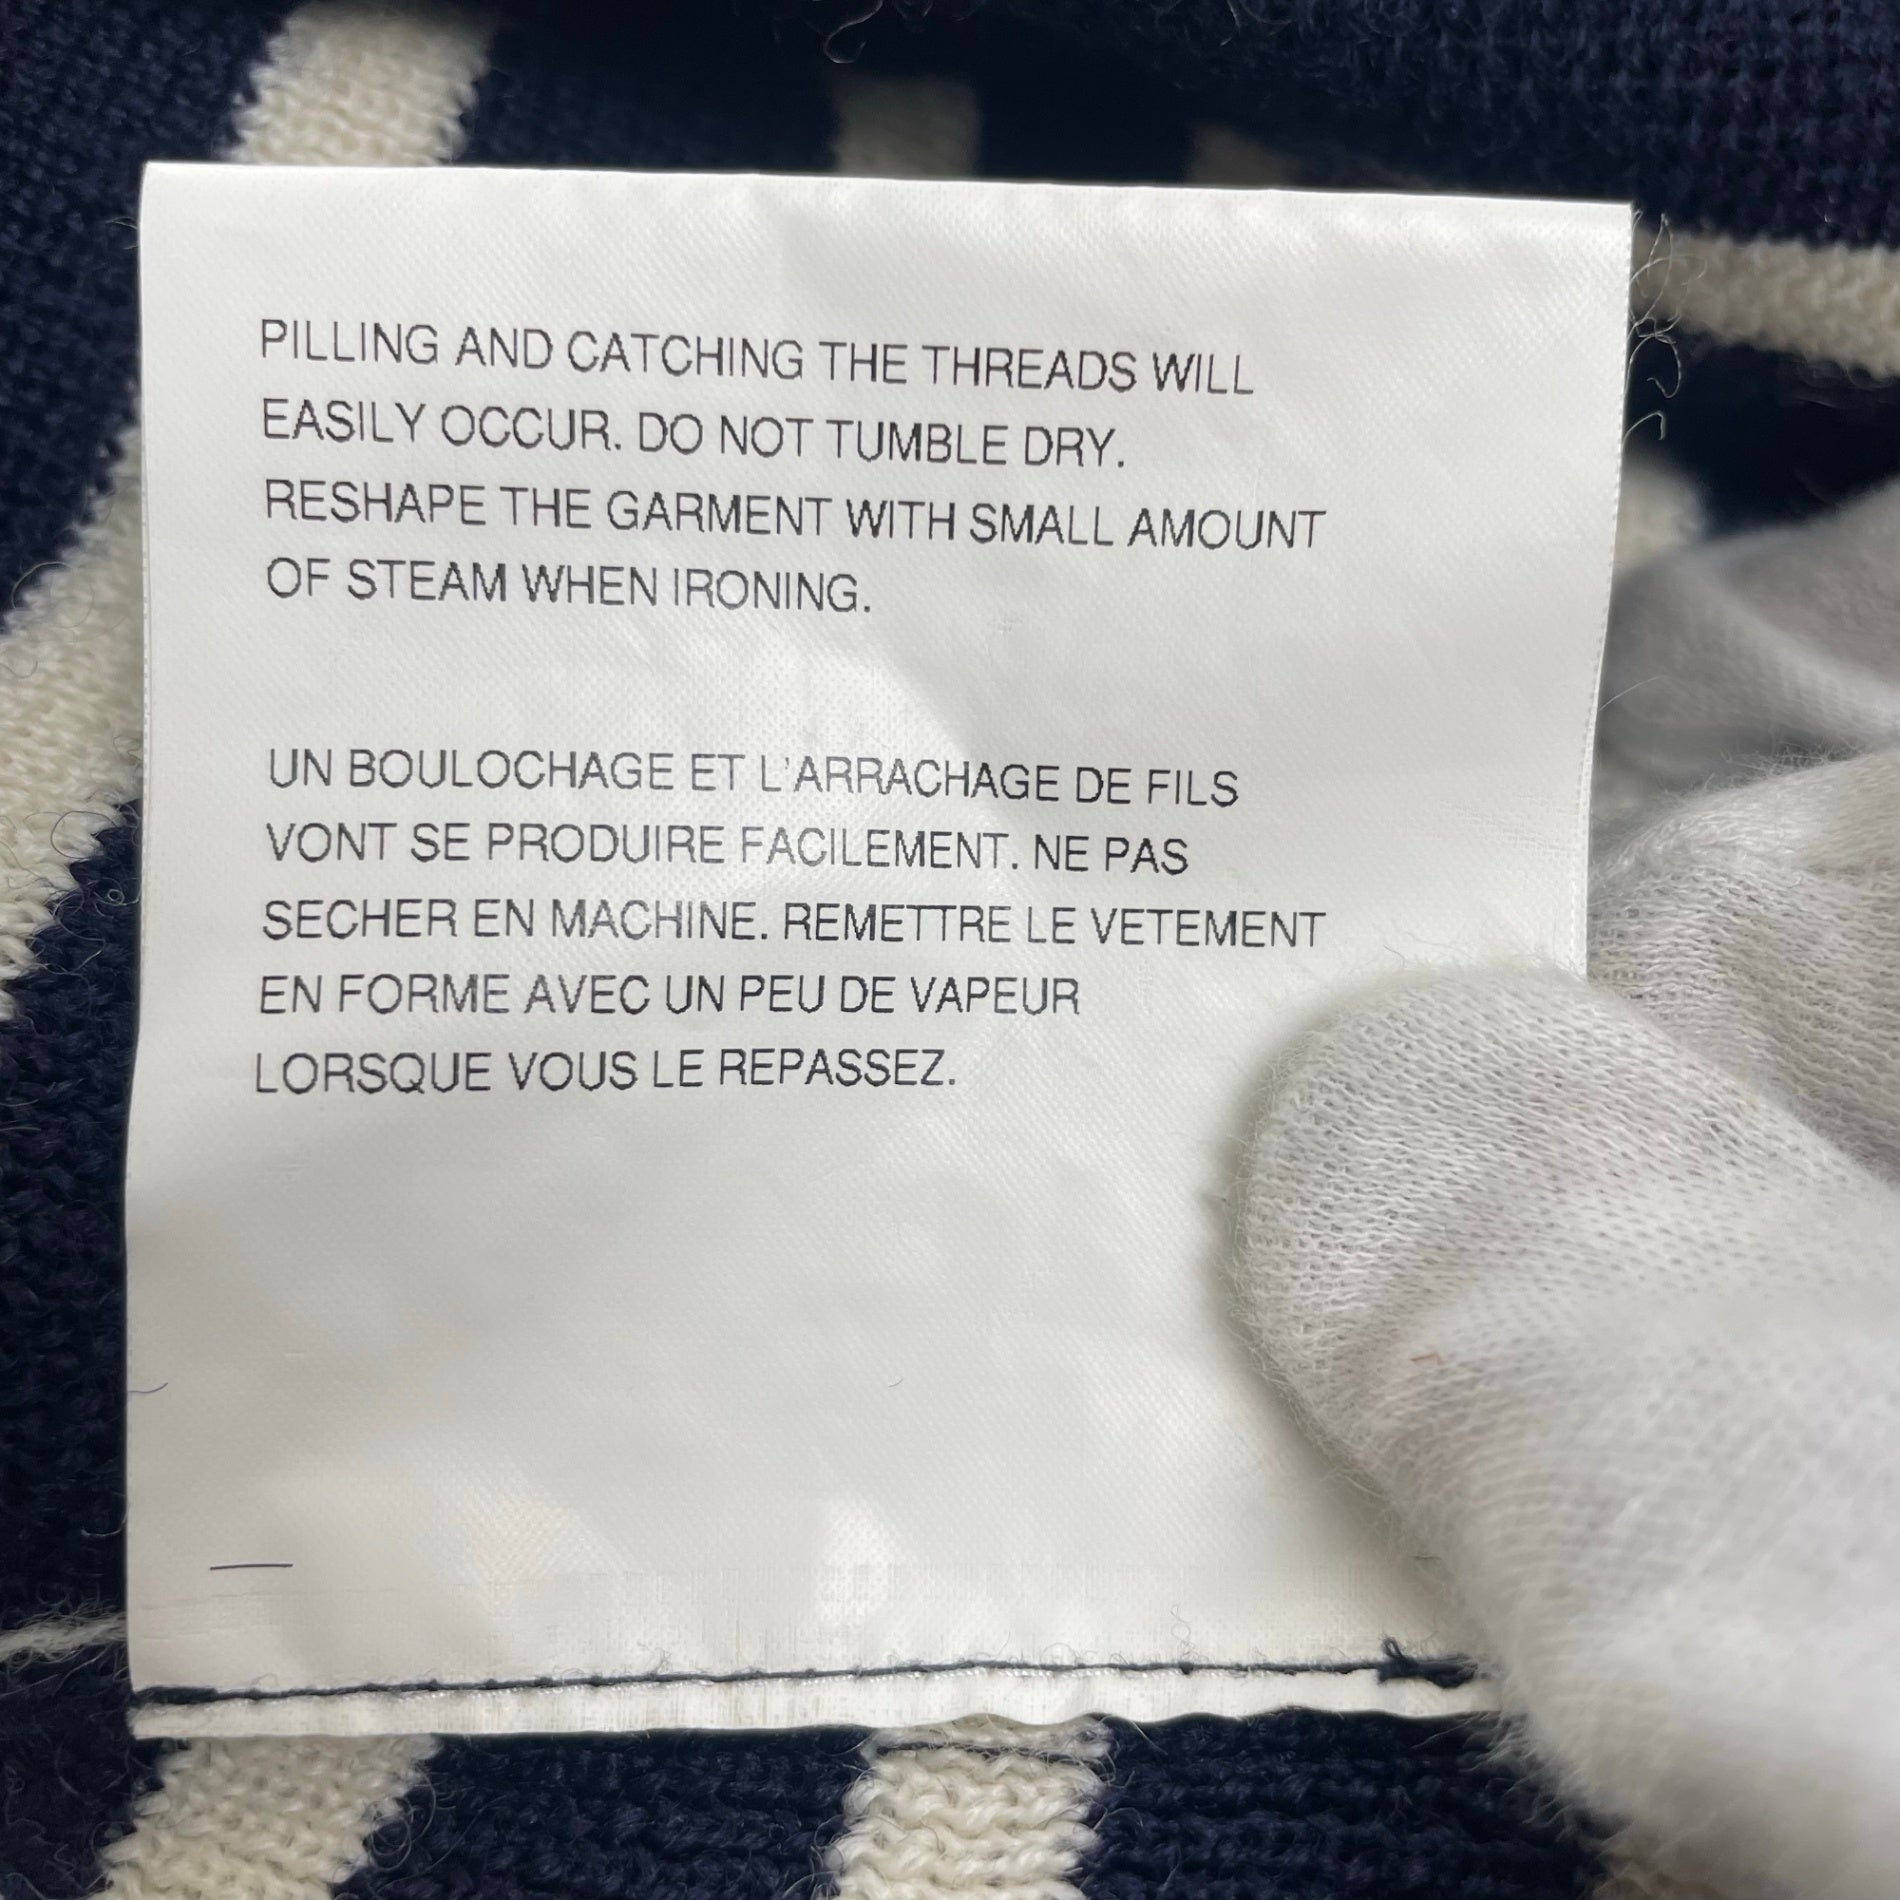 PILLING AND CATCHING THE THREADS WILL
EASILY OCCUR. DO NOT TUMBLE DRY.
RESHAPE THE GARMENT WITH SMALL AMOUNT
OF STEAM WHEN IRONING.
UN BOULOCHAGE ET L'ARRACHAGE DE FILS
VONT SE PRODUIRE FACILEMENT. NE PAS
SECHER EN MACHINE. REMETTRE LE VETEMENT
EN FORME AVEC UN PEU DE VAPEUR
LORSQUE VOUS LE REPASSEZ.